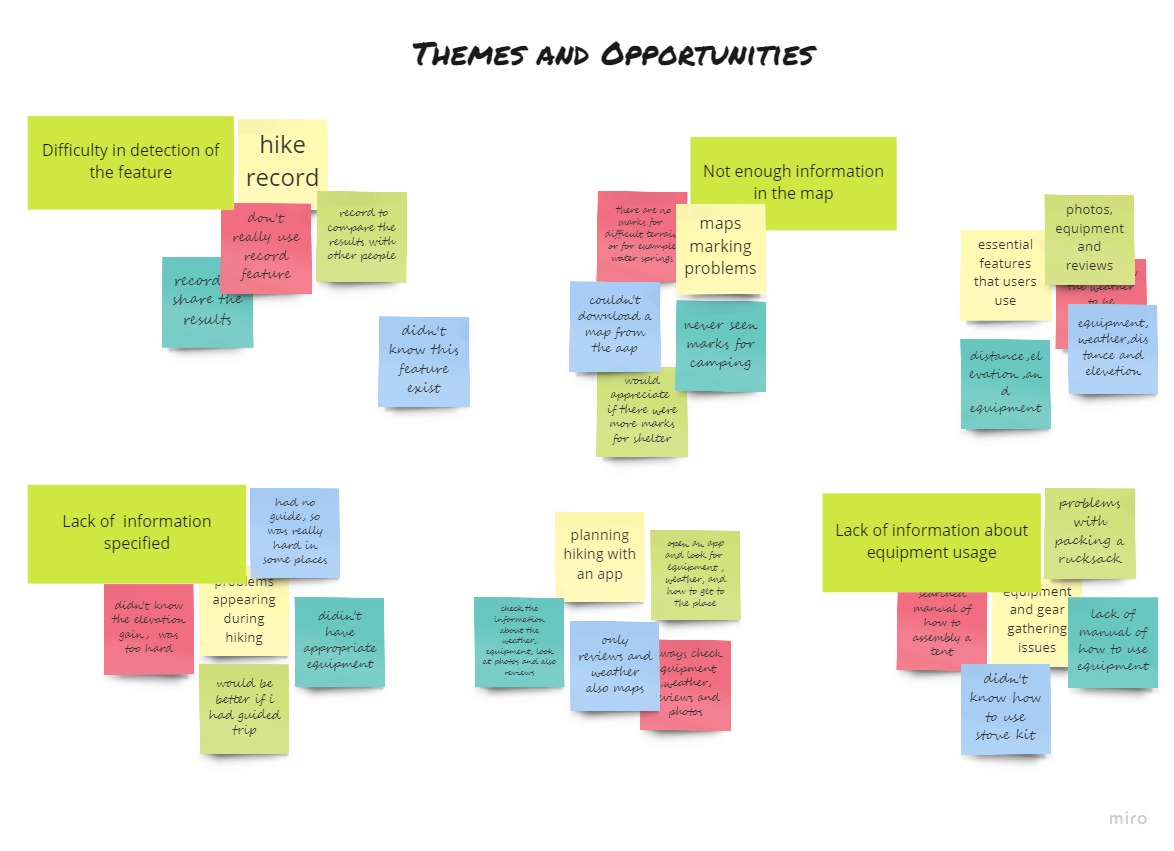 THEMES AND OPPORTUNITIES
Difficulty in detection of
the feature
hike
record
don't
really use
record
feature
record to
compare the
results with
other people
record
share the
results
didn't
know this
feature
exist
Not enough information
in the map
there are no
marks for
difficult terrain
or for example
water springs
maps
marking
problems
couldn't
download a
map from
the aap
never seen
marks for
camping
would
appreciate
if there were
more marks
for shelter
photos,
equipment
and
reviews
essential
features
that users
use
the weather
to be
equipment,
weather,dis
tance and
elevetion
distance,el
evation ,an
d
equipment
Lack of  information
specified
had no
guide, so
was really
hard in
some places
didn't know
the elevation
gain, was
too hard
problems
appearing
during
hiking
didin't
have
appropriate
equipment
would be
better if i
had guided
trip
planning
hiking with
an app
open an app
and look for
equipment ,
weather, and
how to get to
the place
check the
information
about the
weather,
equipment, look
at photos and also
reviews
only
reviews and
weather
also maps
ways check
quipment
weather,
views and
photos
Lack of information about
equipment usage
problems
with
packing a
rucksack
searched
manual of
how to
assembly a
tent
equipment
and gear
gathering
issues
lack of
manual of
how to use
equipment
didn't
know how
to use
stove kit
miro